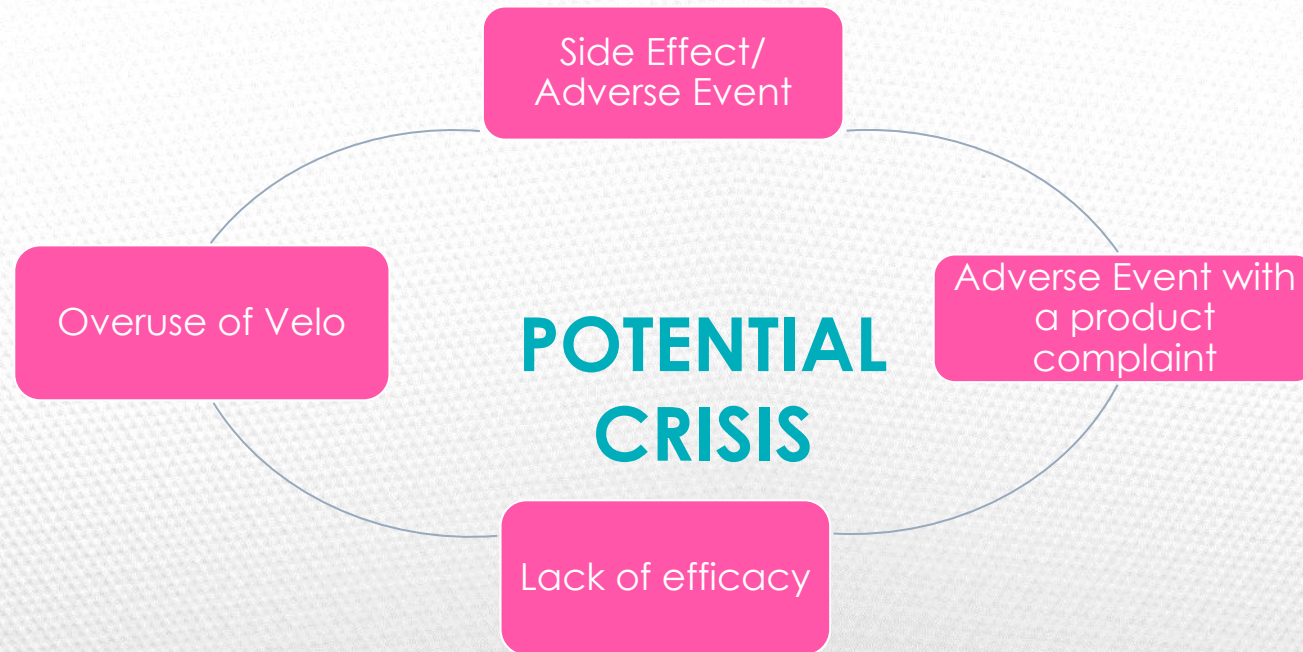 Side Effect/
Adverse Event
Adverse Event with
a product
complaint
Overuse of Velo
POTENTIAL
CRISIS
Lack of efficacy